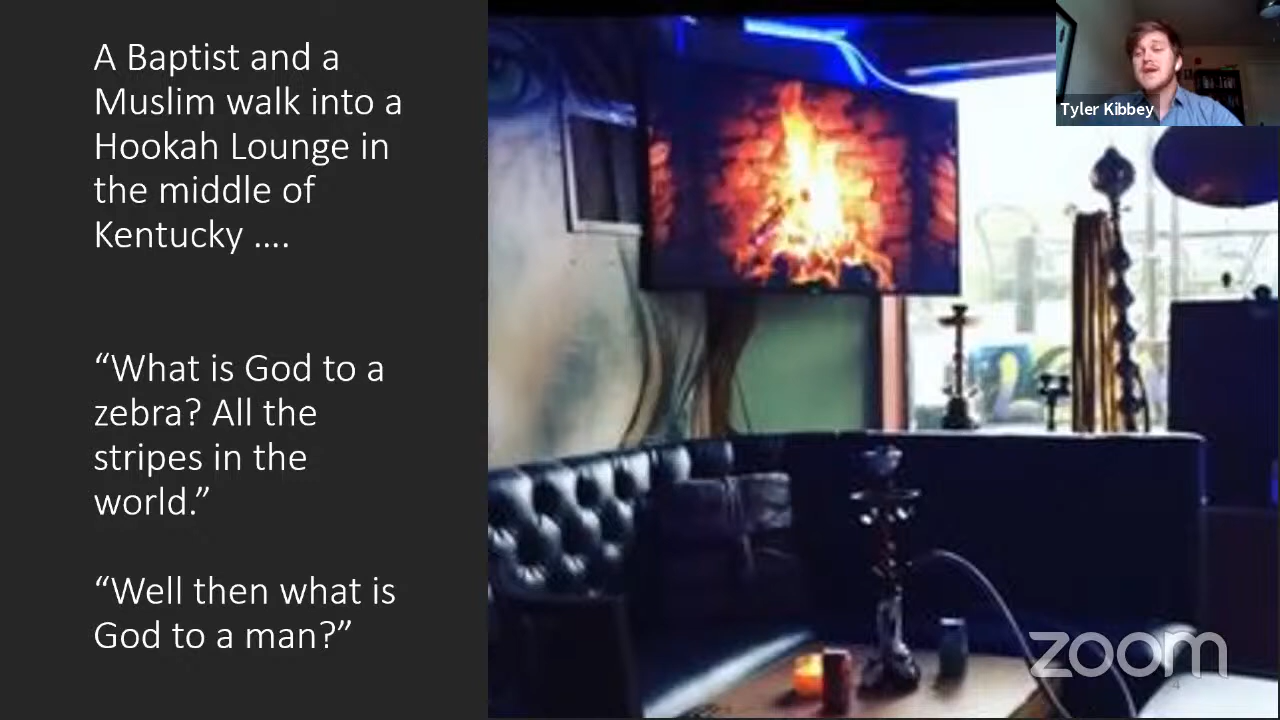 A Baptist and a
Muslim walk into a
Hookah Lounge in
the middle of
Kentucky ....
“What is God to a
zebra? All the
stripes in the
world.”
“Well then what is
God to a man?”
Tyler Kibbey
zoom
4